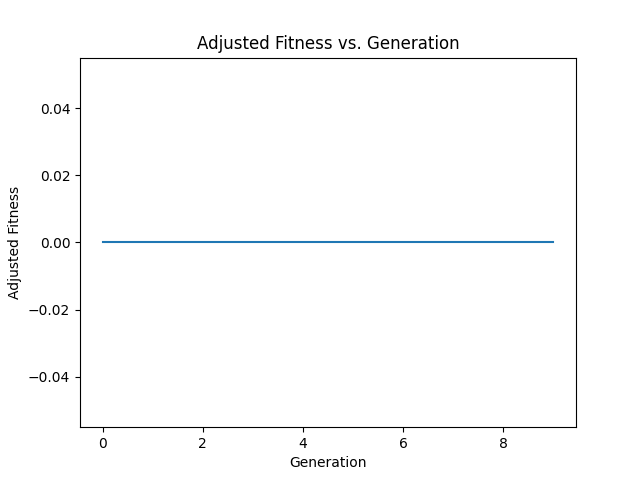 Adjusted Fitness vs. Generation
Adjusted Fitness
0.04
0.02
0.00
−0.02
−0.04
0 2 4 6 8
Generation